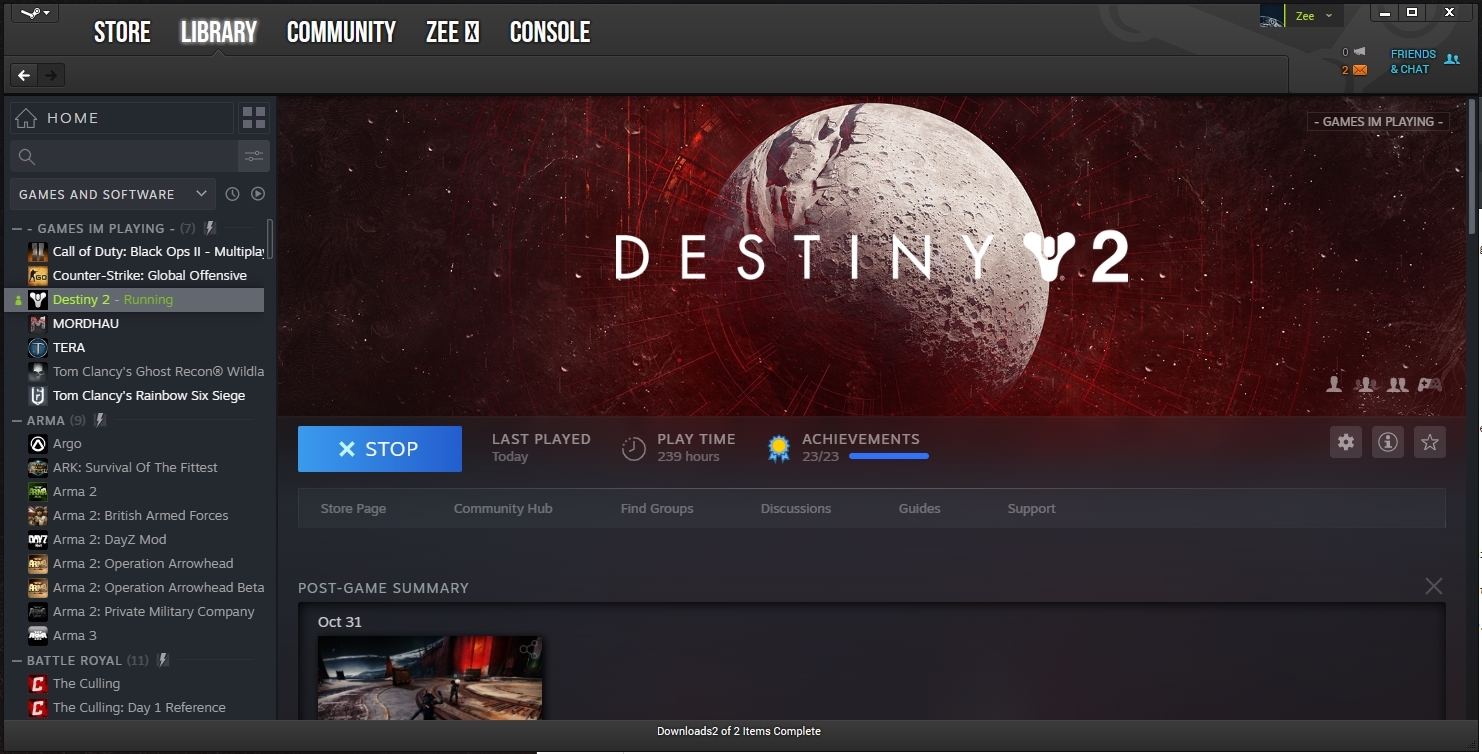 STORE LIBRARY COMMUNITY ZEE CONSOLE
Zee
0
2
FRIENDS
& CHAT
HOME
GAMES AND SOFTWARE
- GAMES IM PLAYING - (7)
Call of Duty: Black Ops II - Multiplay
Counter-Strike: Global Offensive
Destiny 2 - Running
MORDHAU
TERA
Tom Clancy's Ghost Recon® Wildla
Tom Clancy's Rainbow Six Siege
ARMA (9)
Argo
ARK: Survival Of The Fittest
Arma 2
Arma 2: British Armed Forces
Arma 2: DayZ Mod
Arma 2: Operation Arrowhead
Arma 2: Operation Arrowhead Beta
Arma 2: Private Military Company
Arma 3
BATTLE ROYAL (11)
The Culling
The Culling: Day 1 Reference
- GAMES IM PLAYING -
DESTINY 2
STOP
LAST PLAYED
Today
PLAY TIME
239 hours
ACHIEVEMENTS
23/23
Store Page Community Hub Find Groups Discussions Guides Support
POST-GAME SUMMARY
Oct 31
Downloads2 of 2 Items Complete